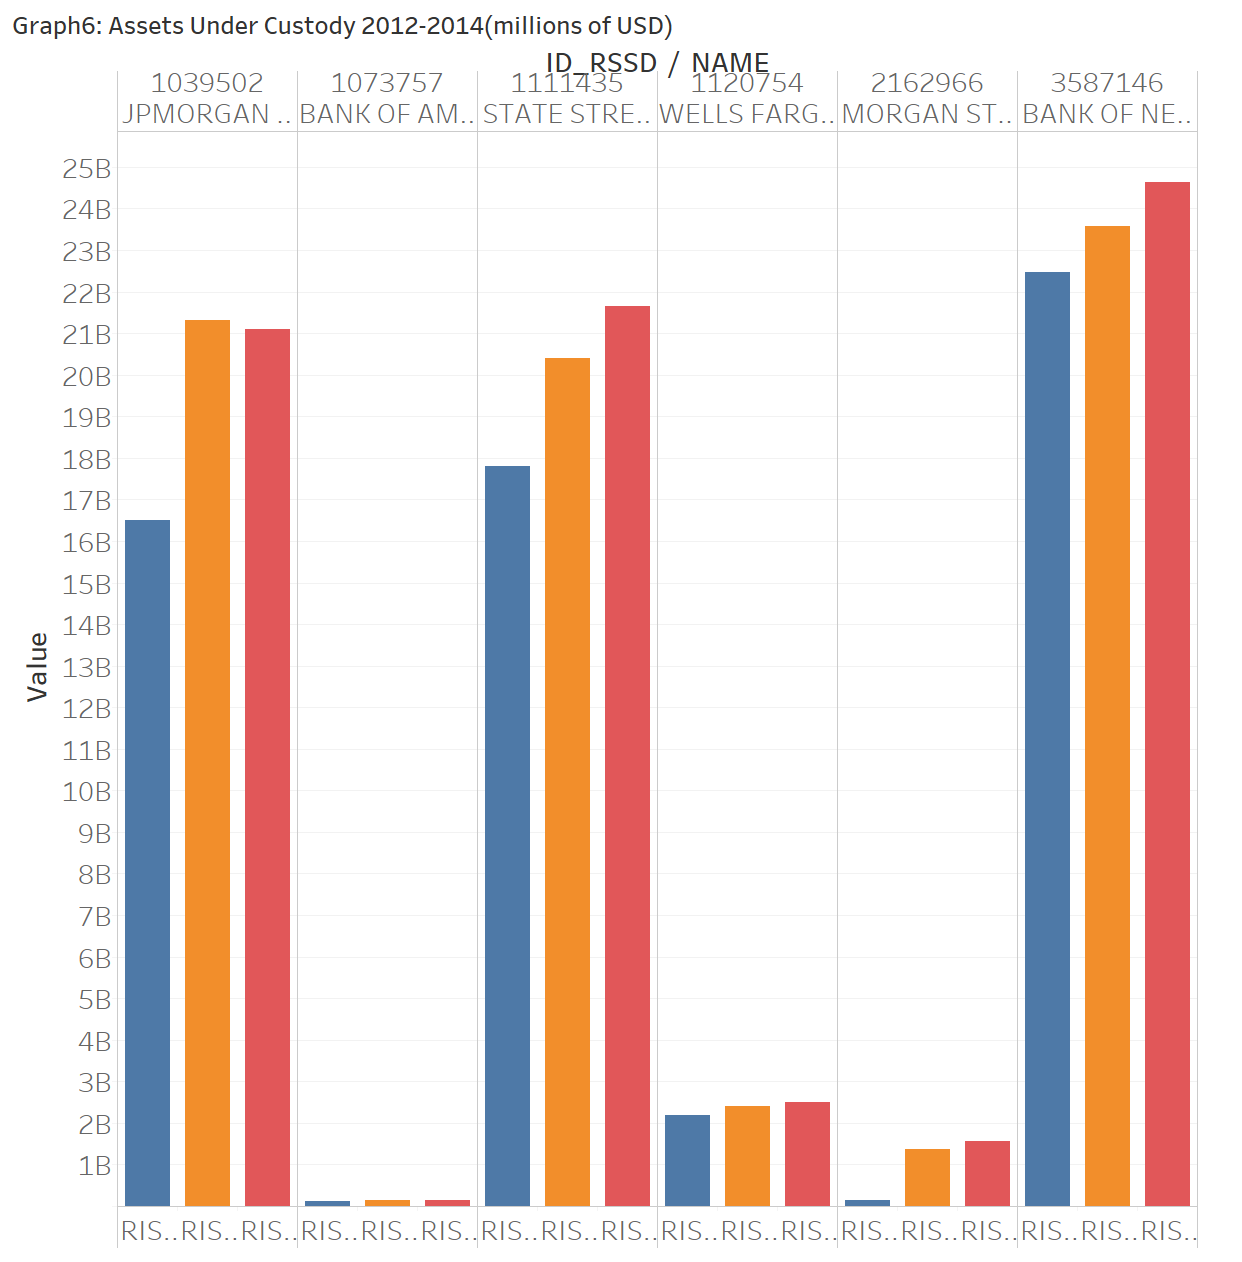 Graph6: Assets Under Custody 2012-2014(millions of USD)
ID_RSSD / NAME
1039502 1073757 1111435 1120754 2162966 3587146
JPMORGAN .. BANK OF AM.. STATE STRE.. WELLS FARG.. MORGAN ST.. BANK OF NE..
25B
24B
23B
22B
21B
20B
19B
18B
17B
16B
15B
14B
13B
12B
11B
10B
9B
8B
7B
6B
5B
4B
3B
2B
1B
Value
RIS.. RIS.. RIS.. RIS.. RIS.. RIS.. RIS.. RIS.. RIS.. RIS.. RIS.. RIS.. RIS.. RIS.. RIS.. RIS.. RIS.. RIS..